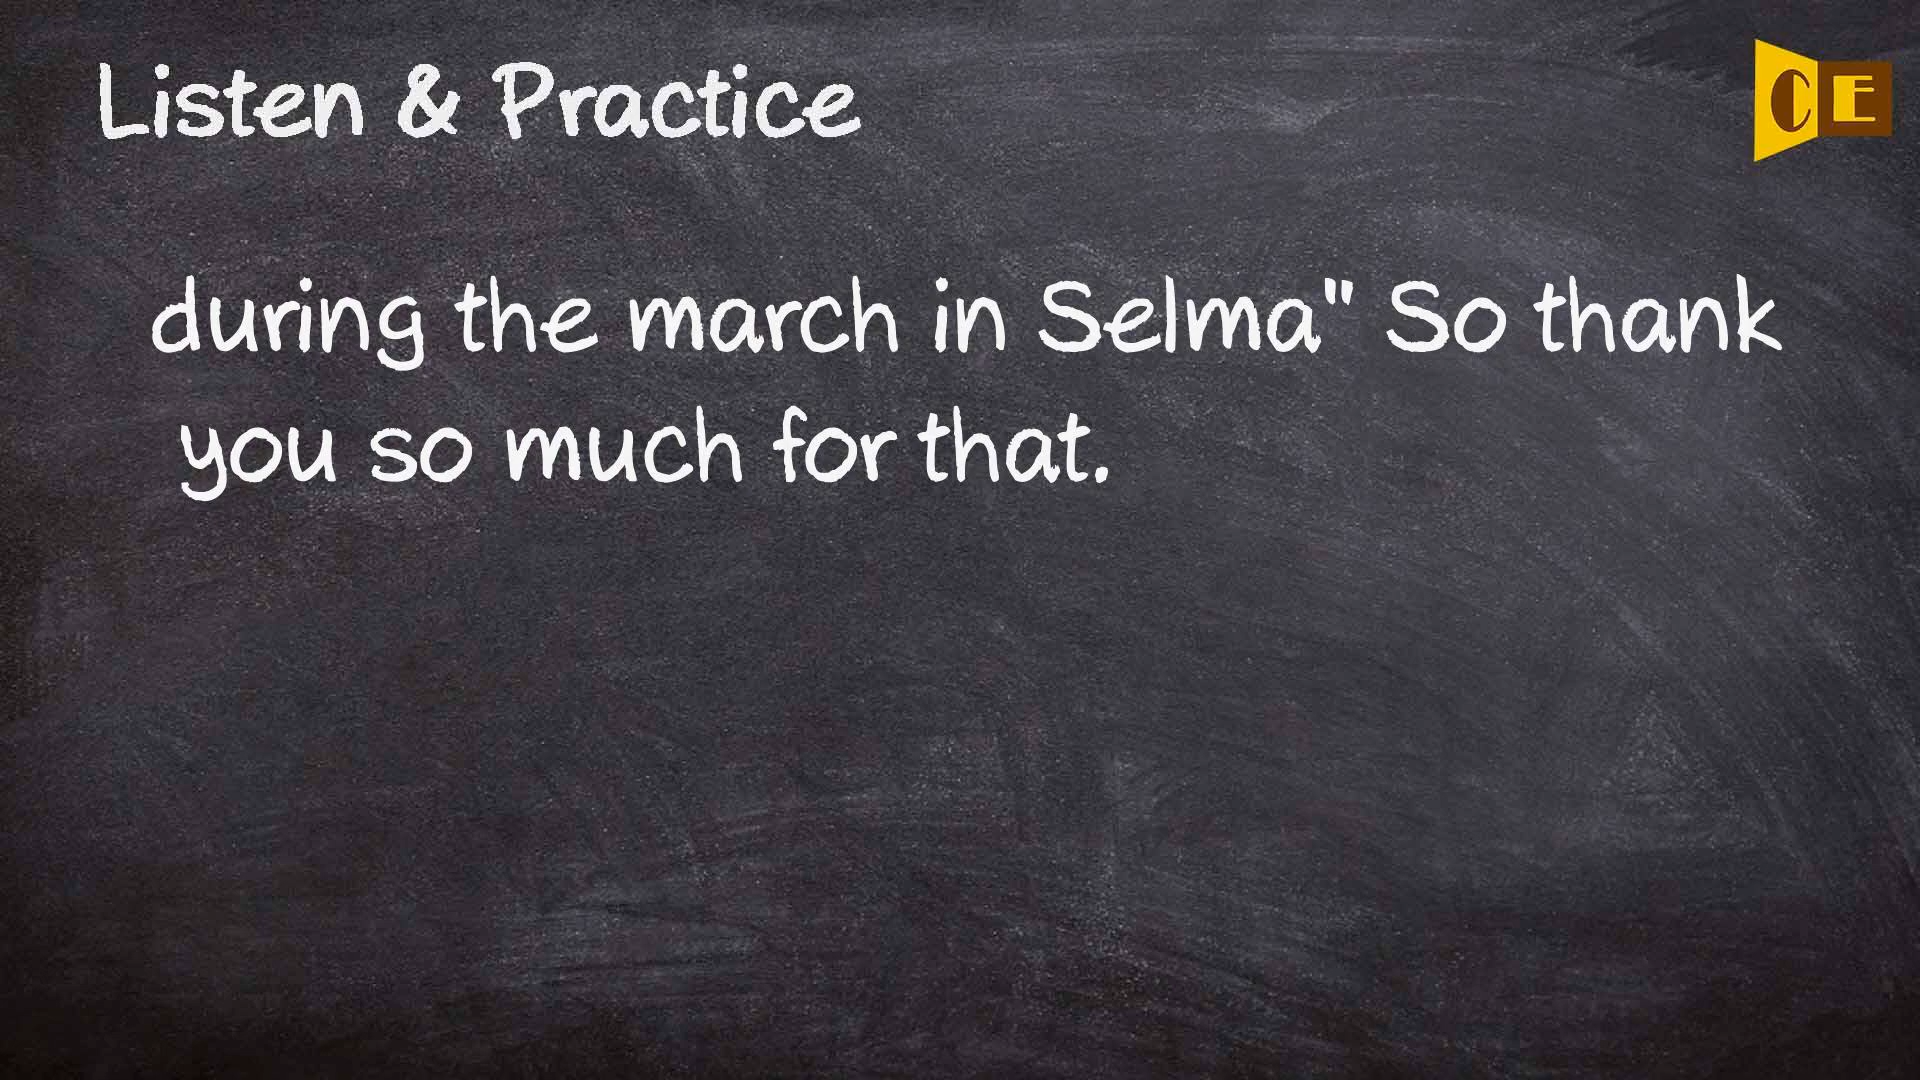 Listen & Practice
CE
during the march in Selma" So thank
you so much for that.